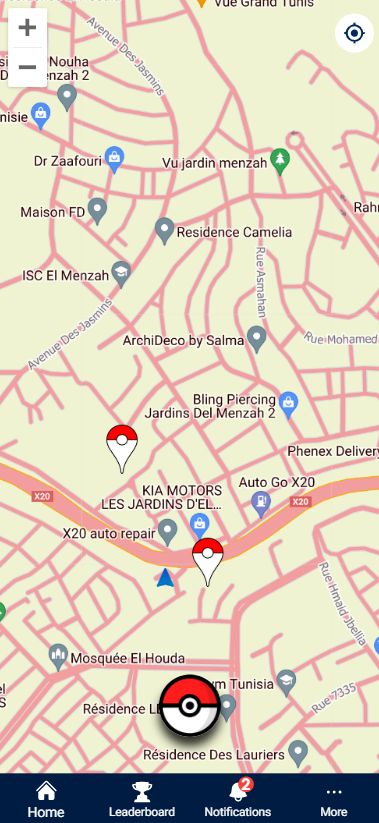 Vue Grand Tunis
+
Avenue Des Jasmins
Nouha
Menzah 2
−
nisie
Dr Zaafouri
Vu jardin menzah
Maison FD
Residence Camelia
ISC El Menzah
Rue Asmahan
Avenue Des Jasmins
ArchiDeco by Salma
Rue Mohamed
Bling Piercing
Jardins Del Menzah 2
Phenex Delivery
Auto Go X20
KIA MOTORS
LES JARDINS D'EL...
X20
X20
X20 auto repair
Rue Hmaid Jbellia
Mosquée El Houda
ym Tunisia
Rue 7335
Résidence L
Résidence Des Lauriers
2
Home
Leaderboard
Notifications
More